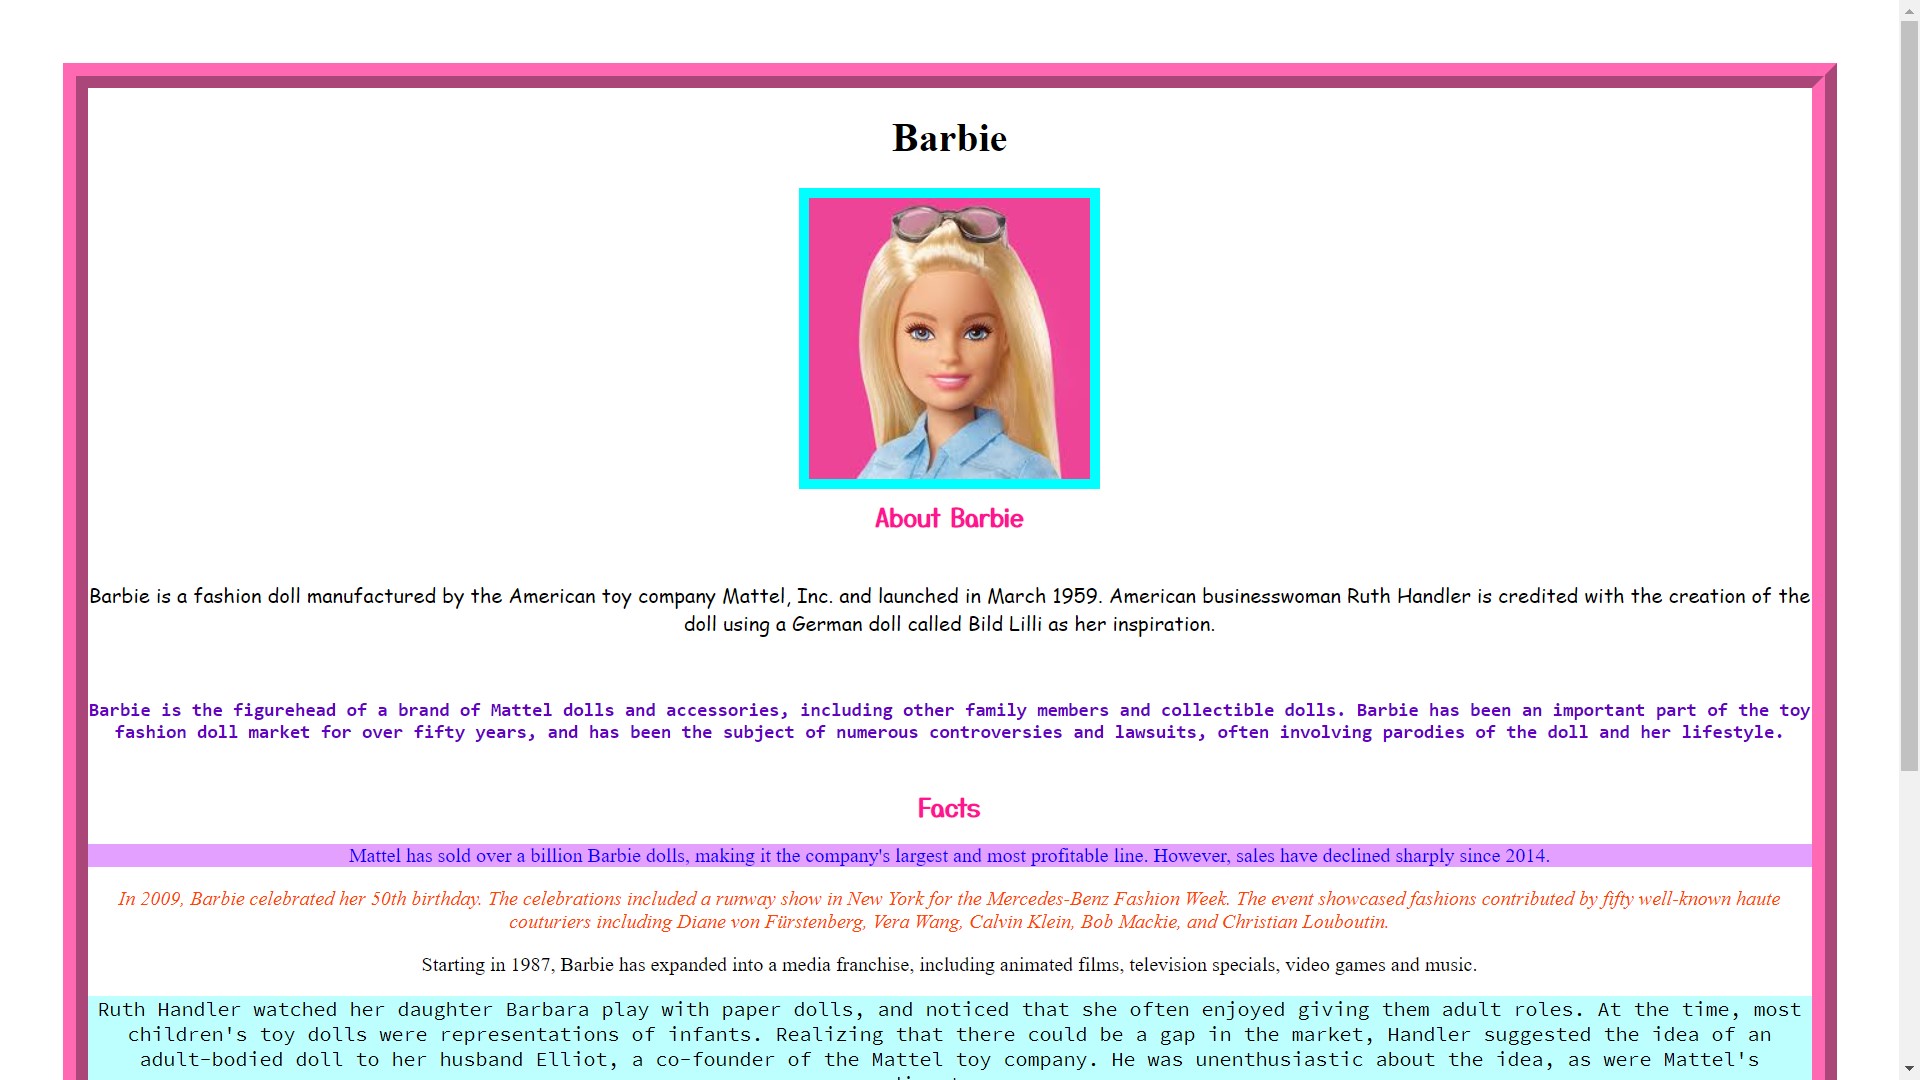 Barbie
About Barbie
Barbie is a fashion doll manufactured by the American toy company Mattel, Inc. and launched in March 1959. American businesswoman Ruth Handler is credited with the creation of the
doll using a German doll called Bild Lilli as her inspiration.
Barbie is the figurehead of a brand of Mattel dolls and accessories, including other family members and collectible dolls. Barbie has been an important part of the toy
fashion doll market for over fifty years, and has been the subject of numerous controversies and lawsuits, often involving parodies of the doll and her lifestyle.
Facts
Mattel has sold over a billion Barbie dolls, making it the company's largest and most profitable line. However, sales have declined sharply since 2014.
In 2009, Barbie celebrated her 50th birthday. The celebrations included a runway show in New York for the Mercedes-Benz Fashion Week. The event showcased fashions contributed by fifty well-known haute
couturiers including Diane von Fürstenberg, Vera Wang, Calvin Klein, Bob Mackie, and Christian Louboutin.
Starting in 1987, Barbie has expanded into a media franchise, including animated films, television specials, video games and music.
Ruth Handler watched her daughter Barbara play with paper dolls, and noticed that she often enjoyed giving them adult roles. At the time, most
children's toy dolls were representations of infants. Realizing that there could be a gap in the market, Handler suggested the idea of an
adult-bodied doll to her husband Elliot, a co-founder of the Mattel toy company. He was unenthusiastic about the idea, as were Mattel's